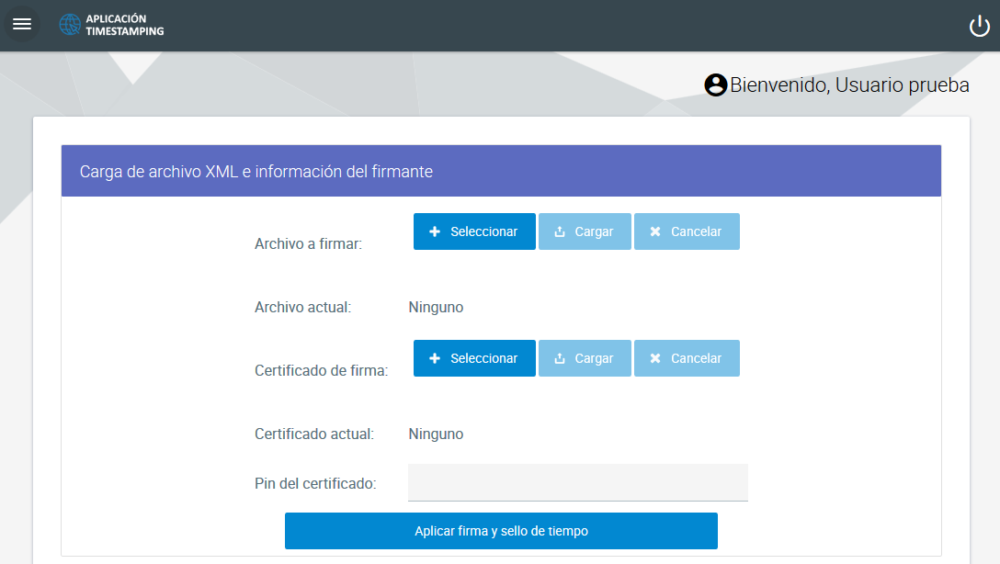 APLICACIÓN
TIMESTAMPING
Bienvenido, Usuario prueba
Carga de archivo XML e información del firmante
Archivo a firmar: Seleccionar Cargar Cancelar
Archivo actual: Ninguno
Certificado de firma: Seleccionar Cargar Cancelar
Certificado actual: Ninguno
Pin del certificado:
Aplicar firma y sello de tiempo